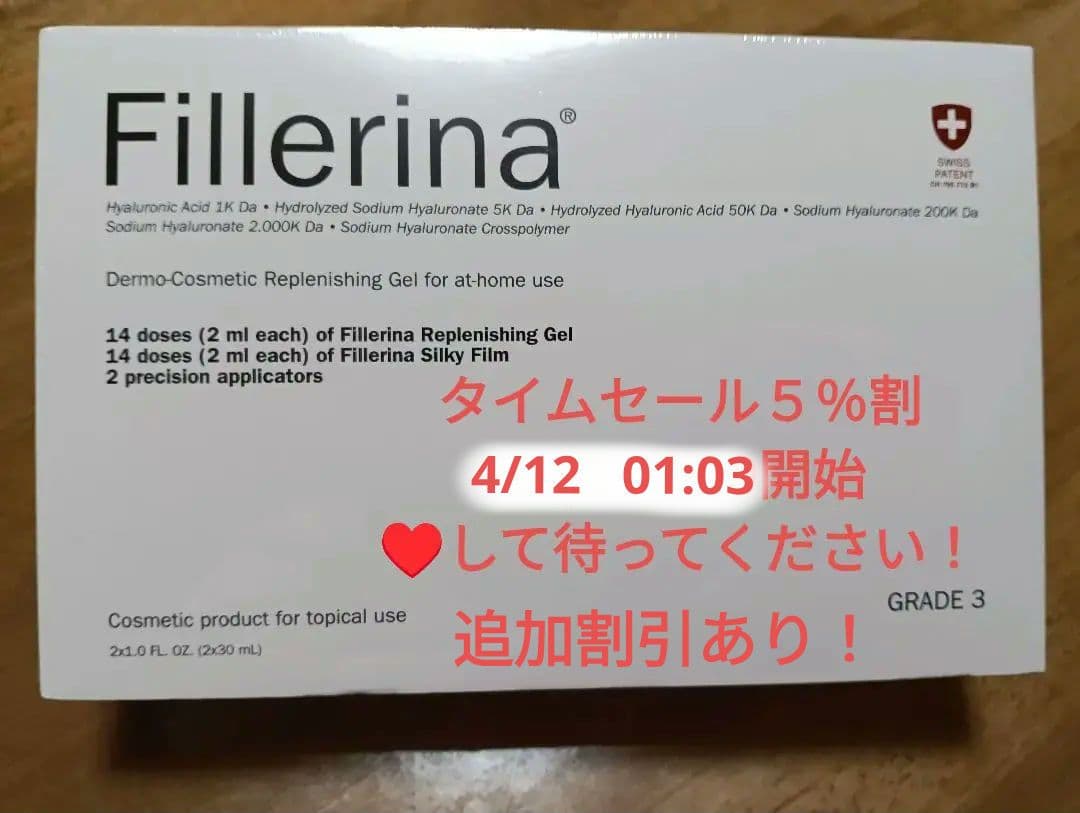 Fillerina®
SWISS
PATENT
Hyaluronic Acid 1K Da • Hydrolyzed Sodium Hyaluronate 5K Da • Hydrolyzed Hyaluronic Acid 50K Da • Sodium Hyaluronate 200K Da
Sodium Hyaluronate 2.000K Da • Sodium Hyaluronate Crosspolymer
Dermo-Cosmetic Replenishing Gel for at-home use
14 doses (2 ml each) of Fillerina Replenishing Gel
14 doses (2 ml each) of Fillerina Silky Film
2 precision applicators
タイムセール５％割
4/12 01:03開始
♥して待ってください！
追加割引あり！
GRADE 3
Cosmetic product for topical use
2x1.0 FL. OZ. (2x30 mL)